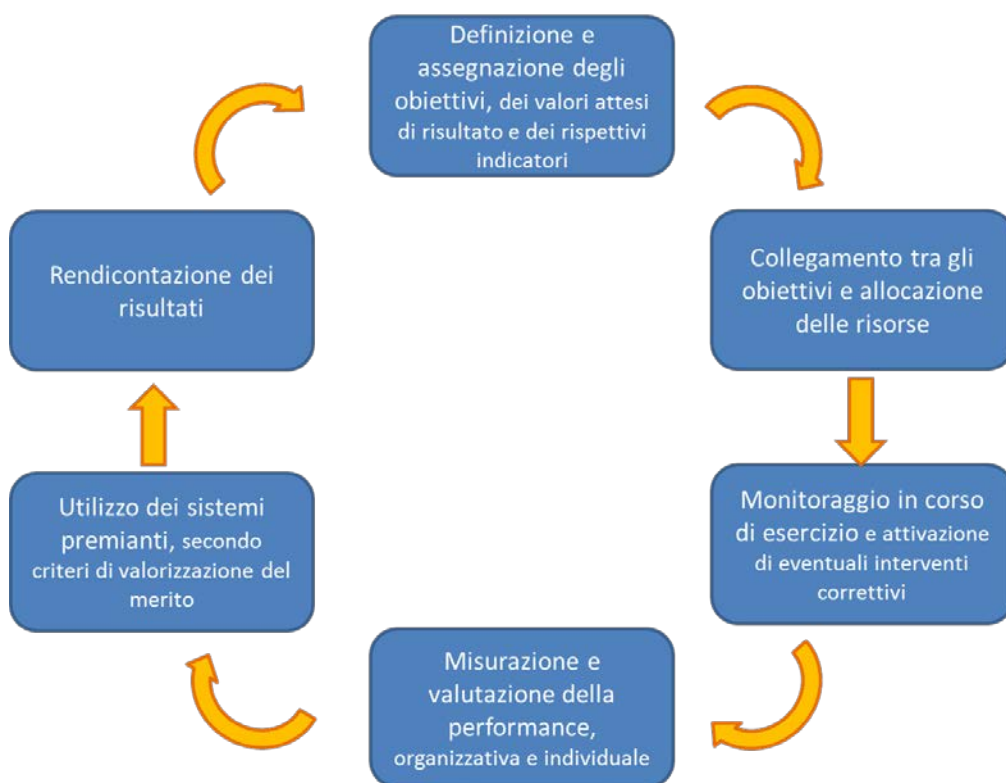 Definizione e
assegnazione degli
obiettivi, dei valori attesi
di risultato e dei rispettivi
indicatori
Collegamento tra gli
obiettivi e allocazione
delle risorse
Monitoraggio in corso
di esercizio e attivazione
di eventuali interventi
correttivi
Misurazione e
valutazione della
performance,
organizzativa e individuale
Utilizzo dei sistemi
premianti, secondo
criteri di valorizzazione del
merito
Rendicontazione dei
risultati